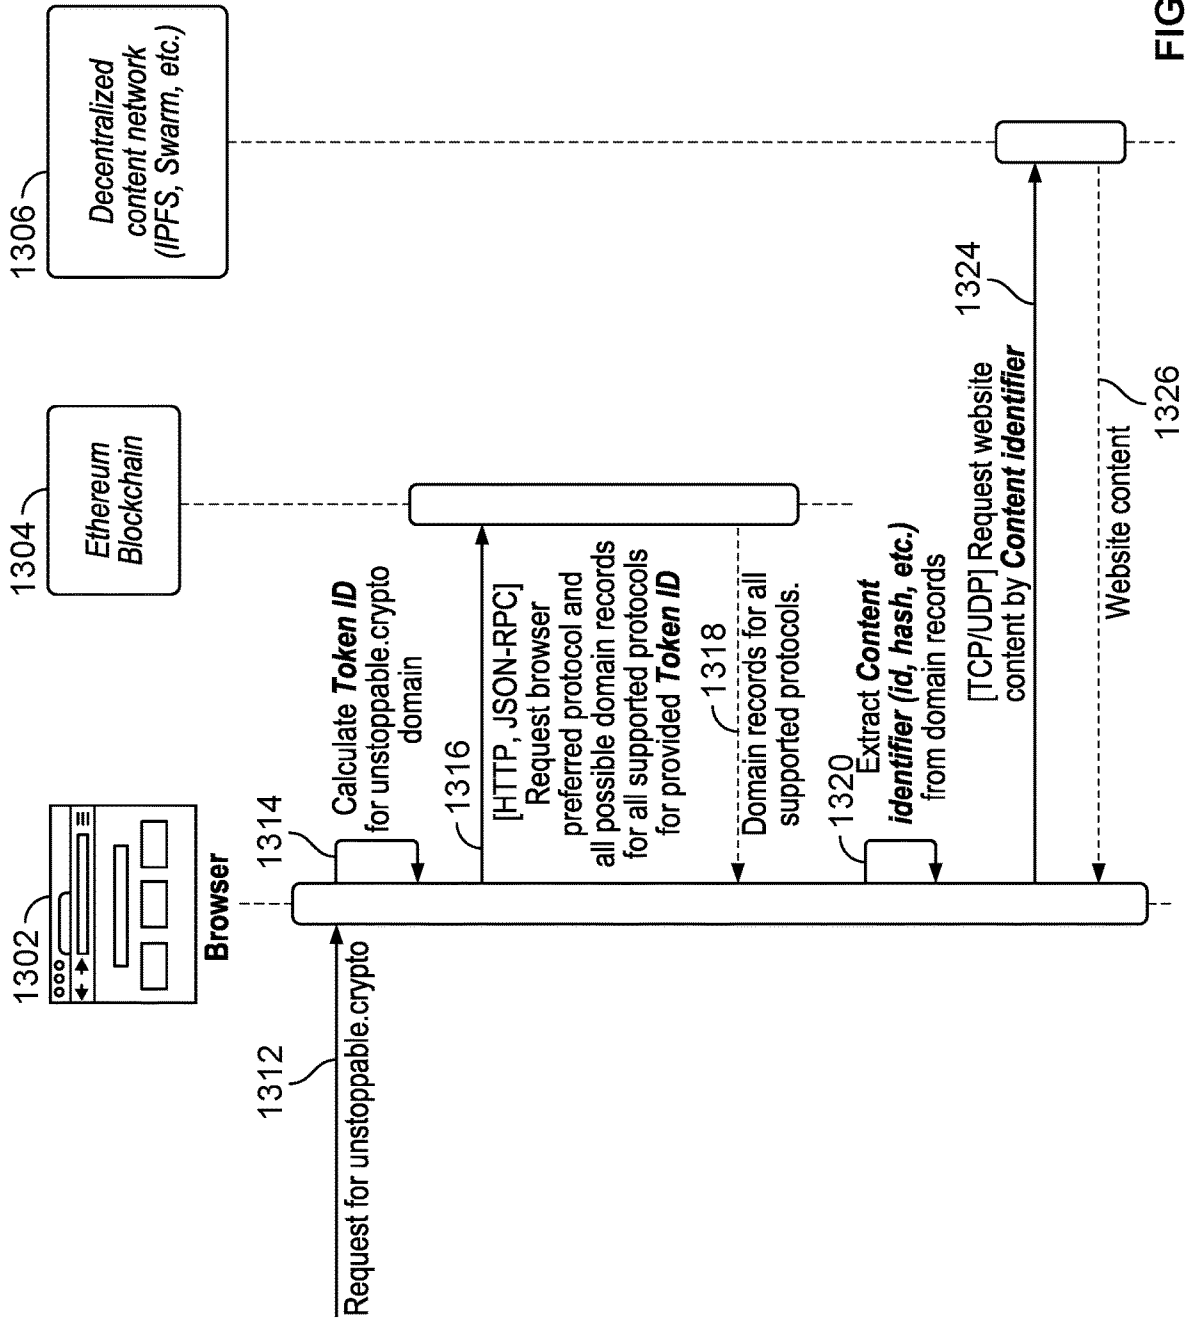 1302
Browser
1304
Ethereum
Blockchain
1306
Decentralized
content network
(IPFS, Swarm, etc.)
1312
Request for unstoppable.crypto
1314
Calculate Token ID
for unstoppable.crypto
domain
1316
[HTTP, JSON-RPC]
Request browser
preferred protocol and
all possible domain records
for all supported protocols
for provided Token ID
1318
Domain records for all
supported protocols.
1320
Extract Content
identifier (id, hash, etc.)
from domain records
1324
[TCP/UDP] Request website
content by Content identifier
Website content
1326
FIG